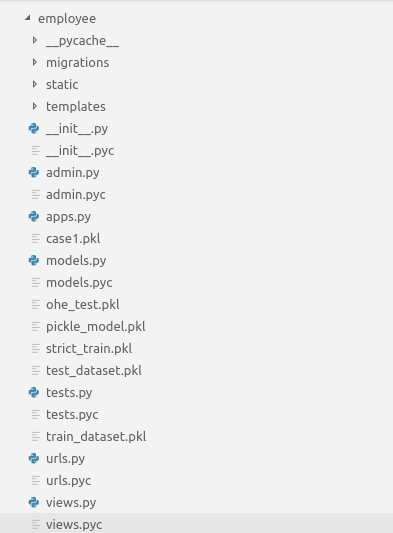 employee
__pycache__
migrations
static
templates
__init__.py
__init__.pyc
admin.py
admin.pyc
apps.py
case1.pkl
models.py
models.pyc
ohe_test.pkl
pickle_model.pkl
strict_train.pkl
test_dataset.pkl
tests.py
tests.pyc
train_dataset.pkl
urls.py
urls.pyc
views.py
views.pyc